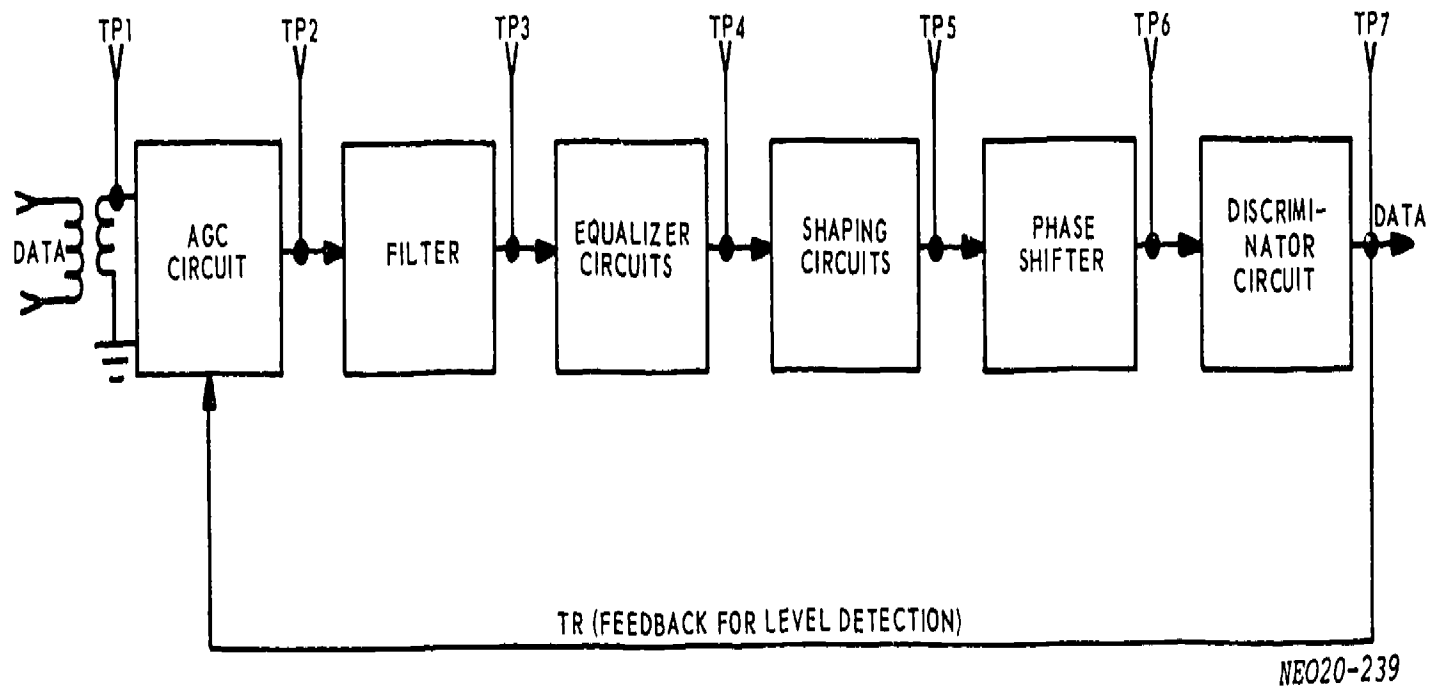 TP1
TP2
TP3
TP4
TP5
TP6
TP7
DATA
AGC
CIRCUIT
FILTER
EQUALIZER
CIRCUITS
SHAPING
CIRCUITS
PHASE
SHIFTER
DISCRIMI-
NATOR
CIRCUIT
DATA
TR (FEEDBACK FOR LEVEL DETECTION)
NEO20-239